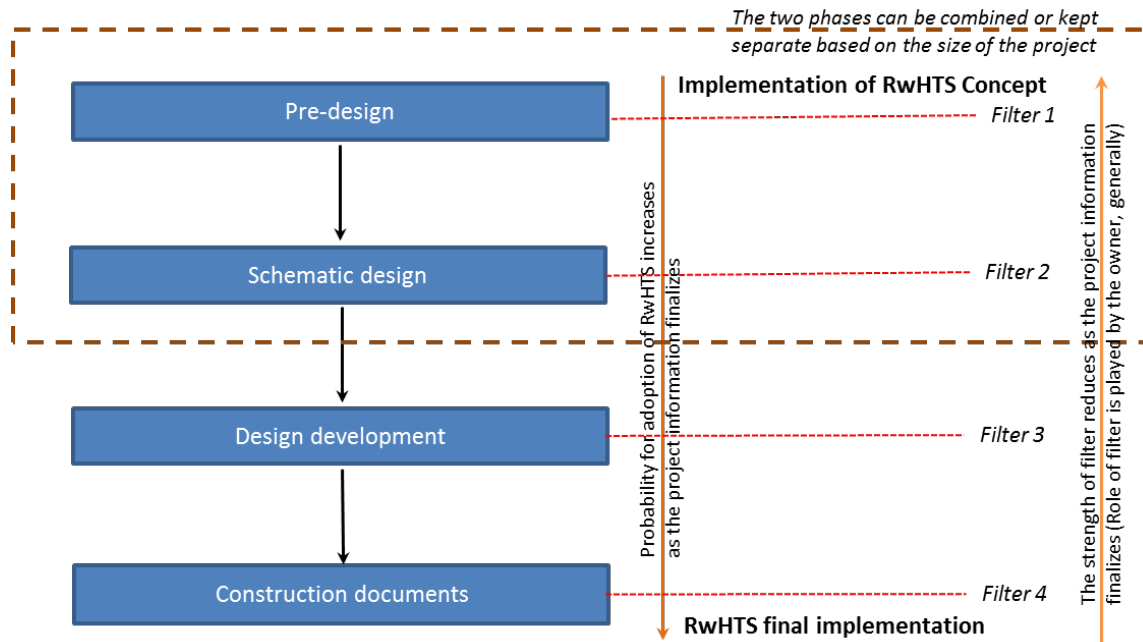 The two phases can be combined or kept
separate based on the size of the project
Implementation of RwHTS Concept
Pre-design
Filter 1
Schematic design
Filter 2
Design development
Filter 3
Construction documents
Filter 4
RwHTS final implementation
Probability for adoption of RwHTS increases
as the project information finalizes
The strength of filter reduces as the project information
finalizes (Role of filter is played by the owner, generally)